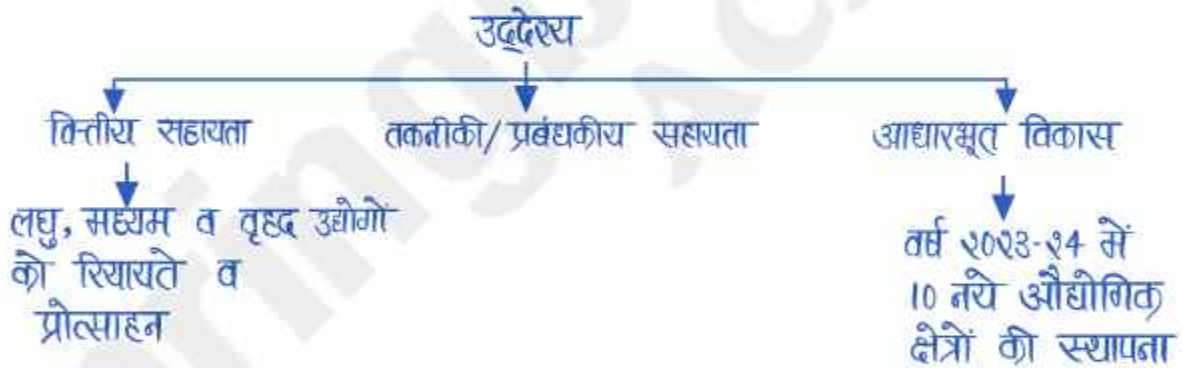 उद्देश्य
वित्तीय सहायता
तकनीकी/प्रबंधकीय सहायता
आधारभूत विकास
लघु, मध्यम व वृहद उद्योगों
को रियायते व
प्रोत्साहन
वर्ष २०२३-२४ में
10 नये औद्योगिक
क्षेत्रों की स्थापना